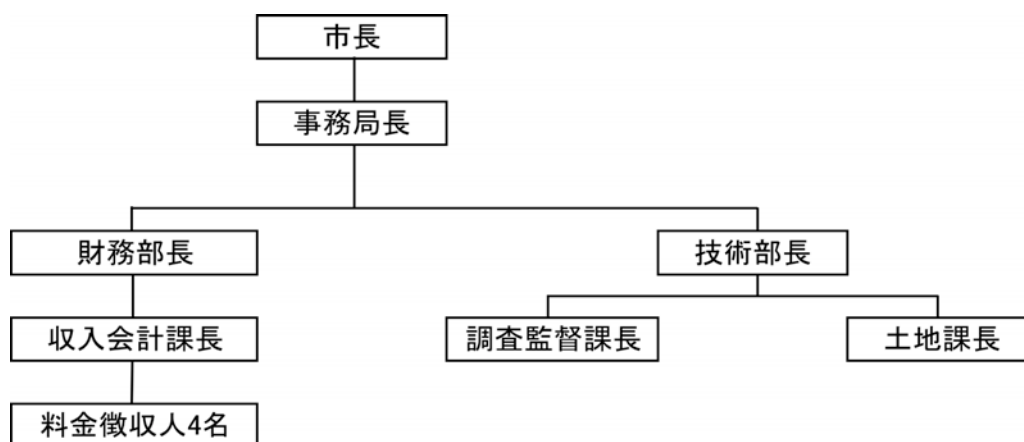 市長
事務局長
財務部長
技術部長
収入会計課長
調査監督課長
土地課長
料金徴収人4名